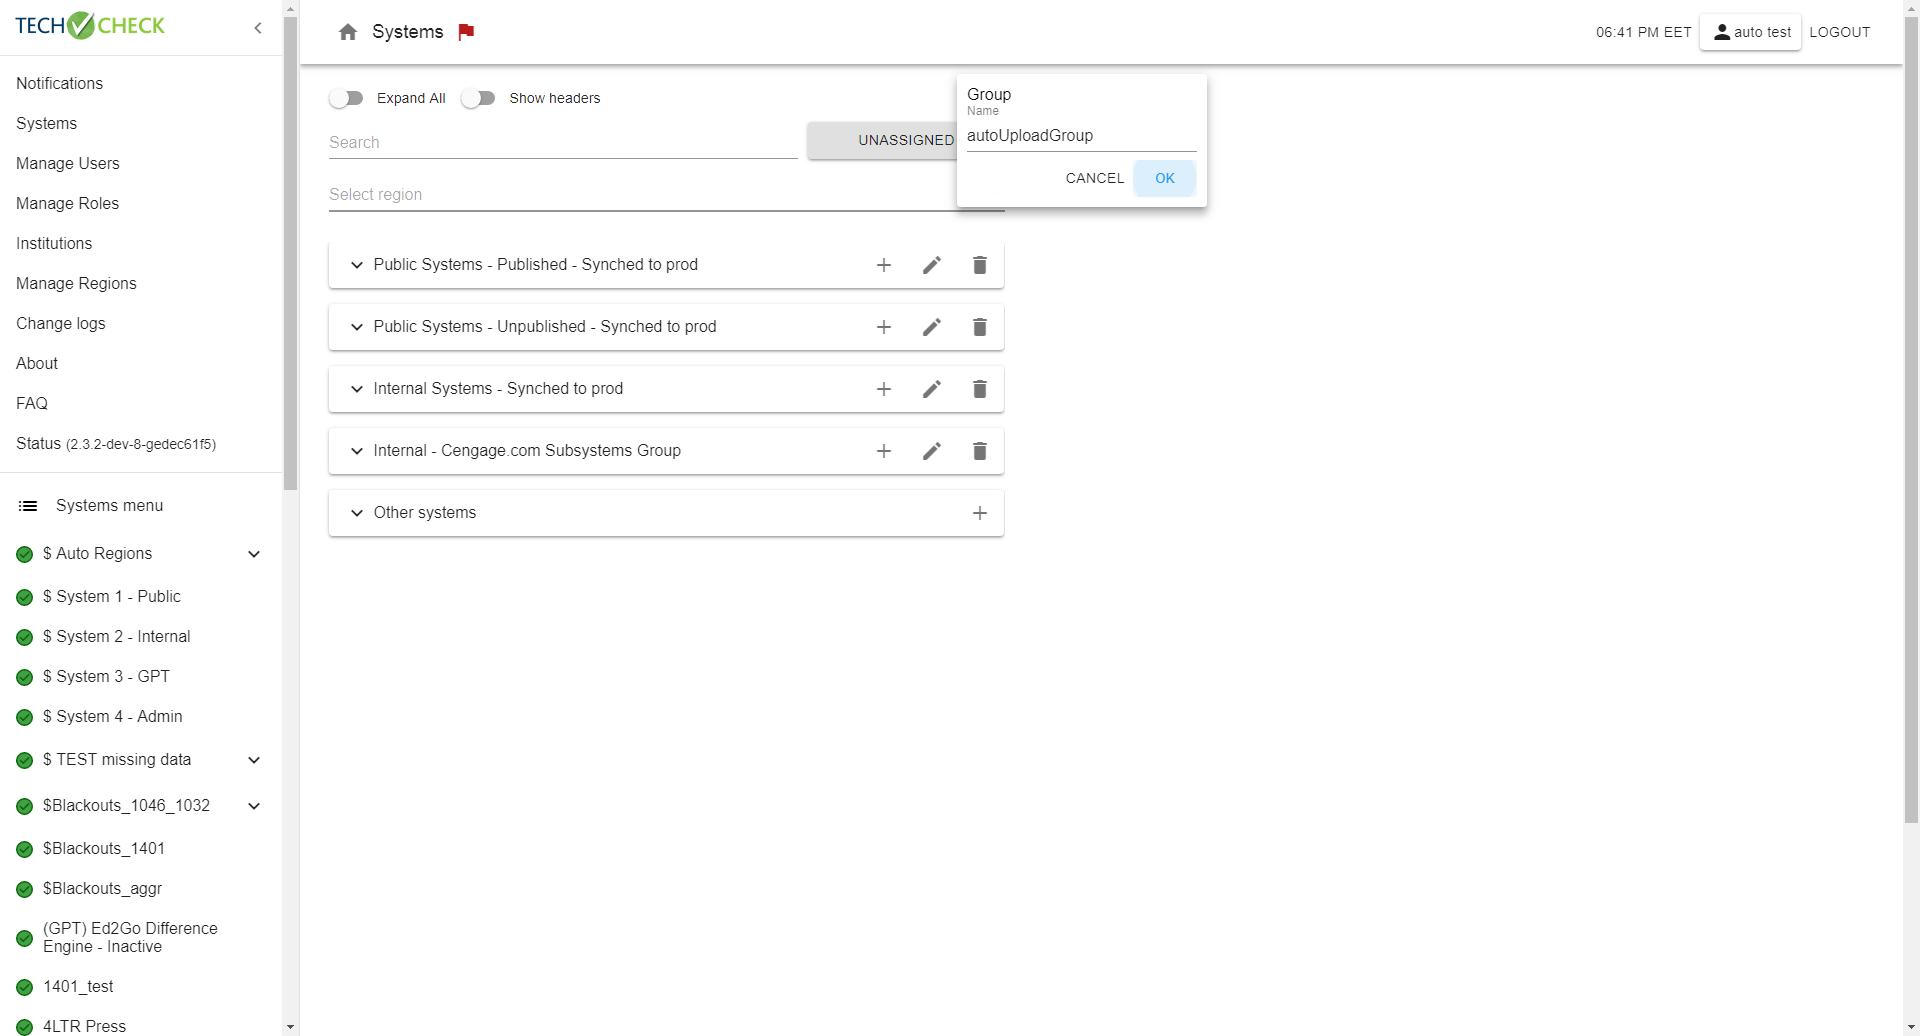 TECH CHECK
Notifications
Systems
Manage Users
Manage Roles
Institutions
Manage Regions
Change logs
About
FAQ
Status (2.3.2-dev-8-gedec61f5)
Systems menu
$ Auto Regions
$ System 1 - Public
$ System 2 - Internal
$ System 3 - GPT
$ System 4 - Admin
$ TEST missing data
$Blackouts_1046_1032
$Blackouts_1401
$Blackouts_aggr
(GPT) Ed2Go Difference
Engine - Inactive
1401_test
4LTR Press
Systems
06:41 PM EET
auto test
LOGOUT
Expand All
Show headers
Search
UNASSIGNED
Select region
Group
Name
autoUploadGroup
CANCEL
OK
Public Systems - Published - Synched to prod
Public Systems - Unpublished - Synched to prod
Internal Systems - Synched to prod
Internal - Cengage.com Subsystems Group
Other systems